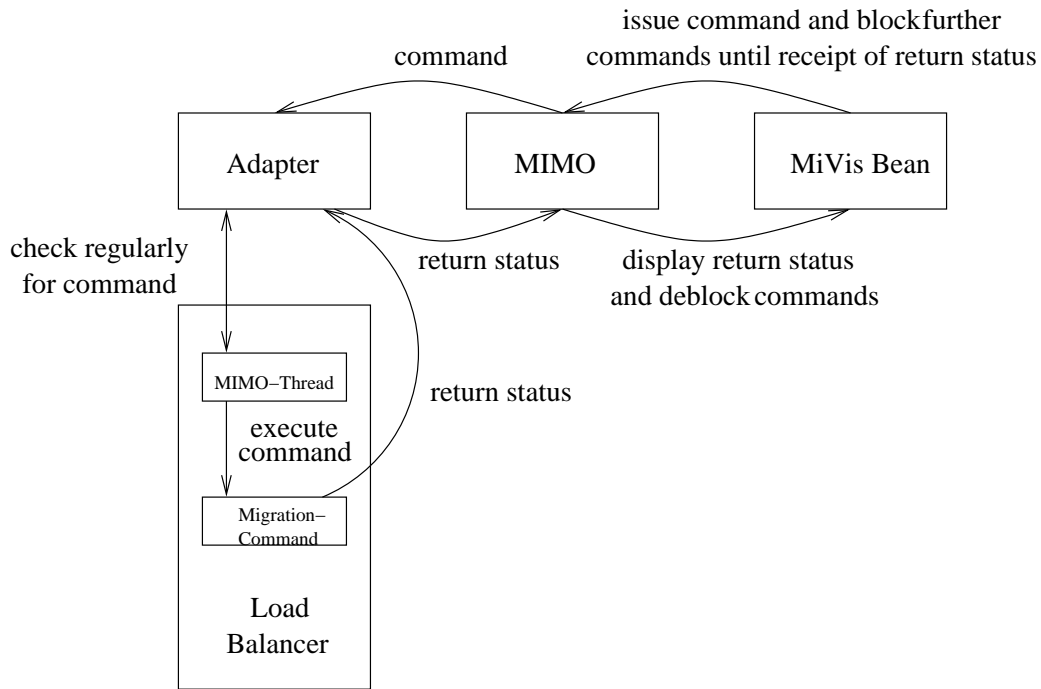 issue command and blockfurther
commands until receipt of return status
command
Adapter
MIMO
MiVis Bean
check regularly
for command
return status
display return status
and deblock commands
MIMO−Thread
return status
execute
command
Migration−
Command
Load
Balancer